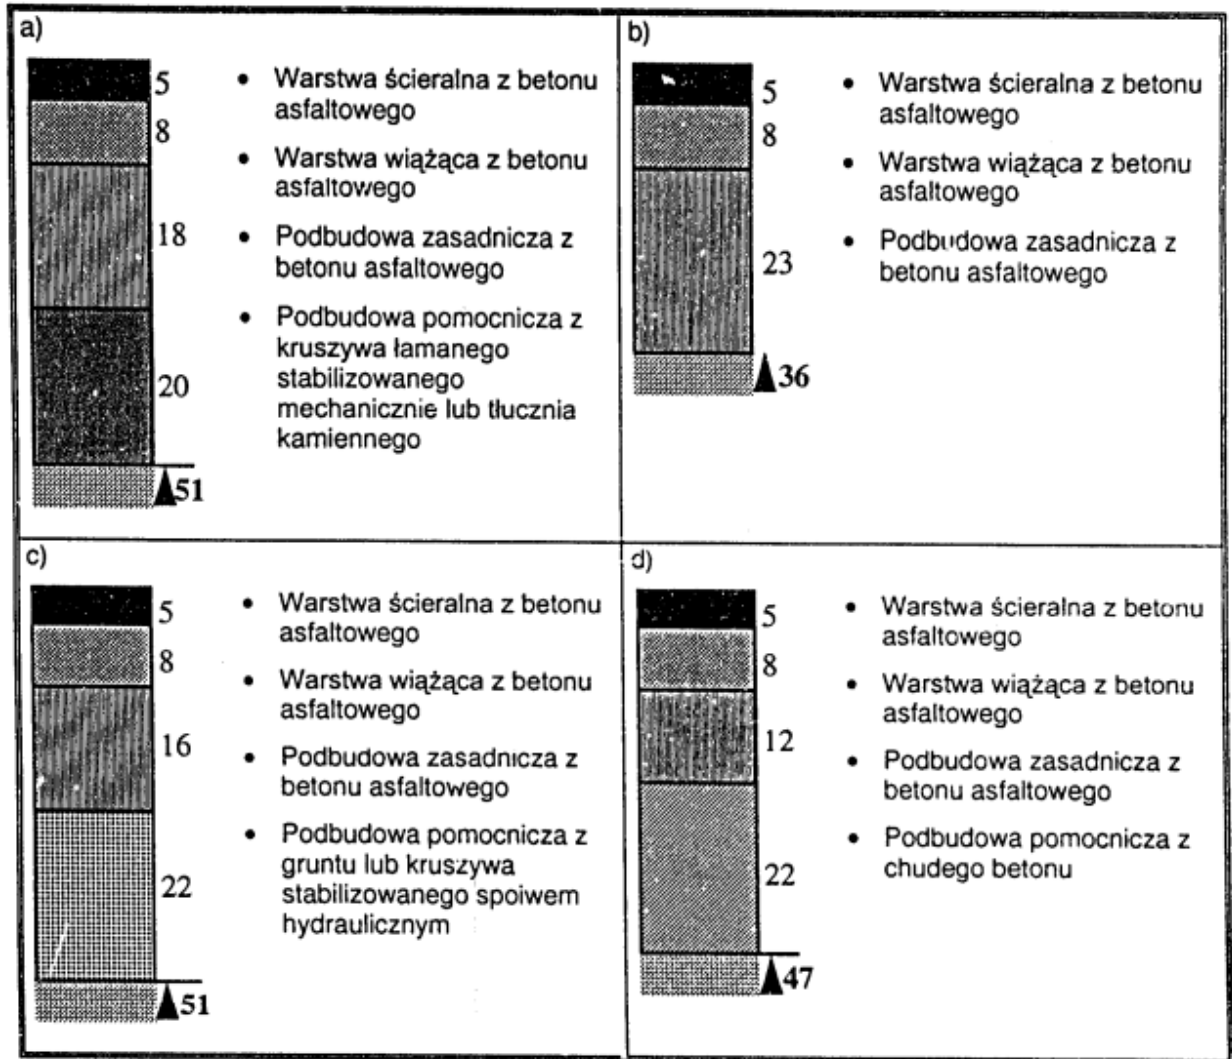 a)
5
8
18
20
51
• Warstwa ścieralna z betonu
asfaltowego
• Warstwa wiążąca z betonu
asfaltowego
• Podbudowa zasadnicza z
betonu asfaltowego
• Podbudowa pomocnicza z
kruszywa łamanego
stabilizowanego
mechanicznie lub tłucznia
kamiennego
b)
5
8
23
36
• Warstwa ścieralna z betonu
asfaltowego
• Warstwa wiążąca z betonu
asfaltowego
• Podbudowa zasadnicza z
betonu asfaltowego
c)
5
8
16
22
51
• Warstwa ścieralna z betonu
asfaltowego
• Warstwa wiążąca z betonu
asfaltowego
• Podbudowa zasadnicza z
betonu asfaltowego
• Podbudowa pomocnicza z
gruntu lub kruszywa
stabilizowanego spoiwem
hydraulicznym
d)
5
8
12
22
47
• Warstwa ścieralna z betonu
asfaltowego
• Warstwa wiążąca z betonu
asfaltowego
• Podbudowa zasadnicza z
betonu asfaltowego
• Podbudowa pomocnicza z
chudego betonu